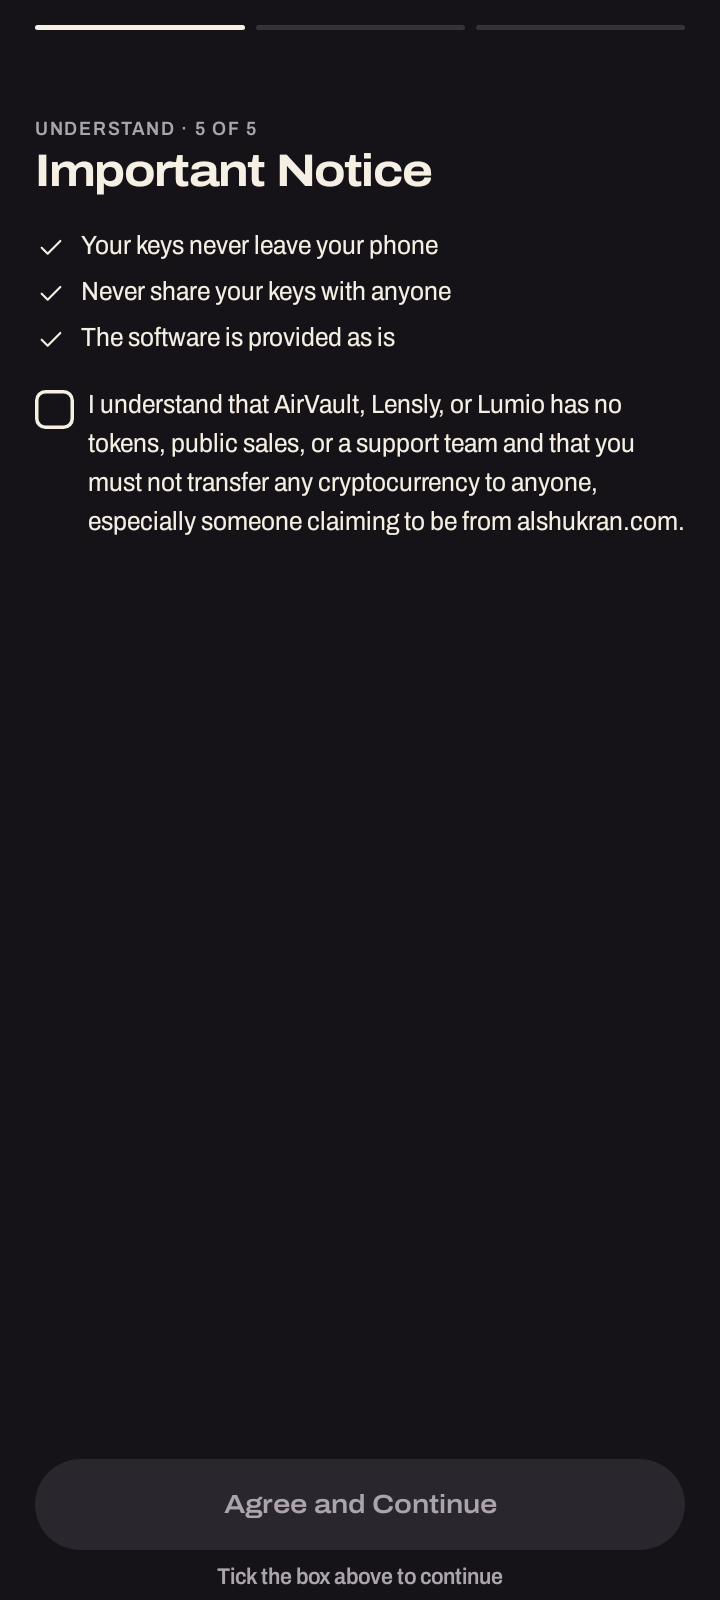 UNDERSTAND · 5 OF 5
Important Notice
Your keys never leave your phone
Never share your keys with anyone
The software is provided as is
I understand that AirVault, Lensly, or Lumio has no
tokens, public sales, or a support team and that you
must not transfer any cryptocurrency to anyone,
especially someone claiming to be from alshukran.com.
Agree and Continue
Tick the box above to continue